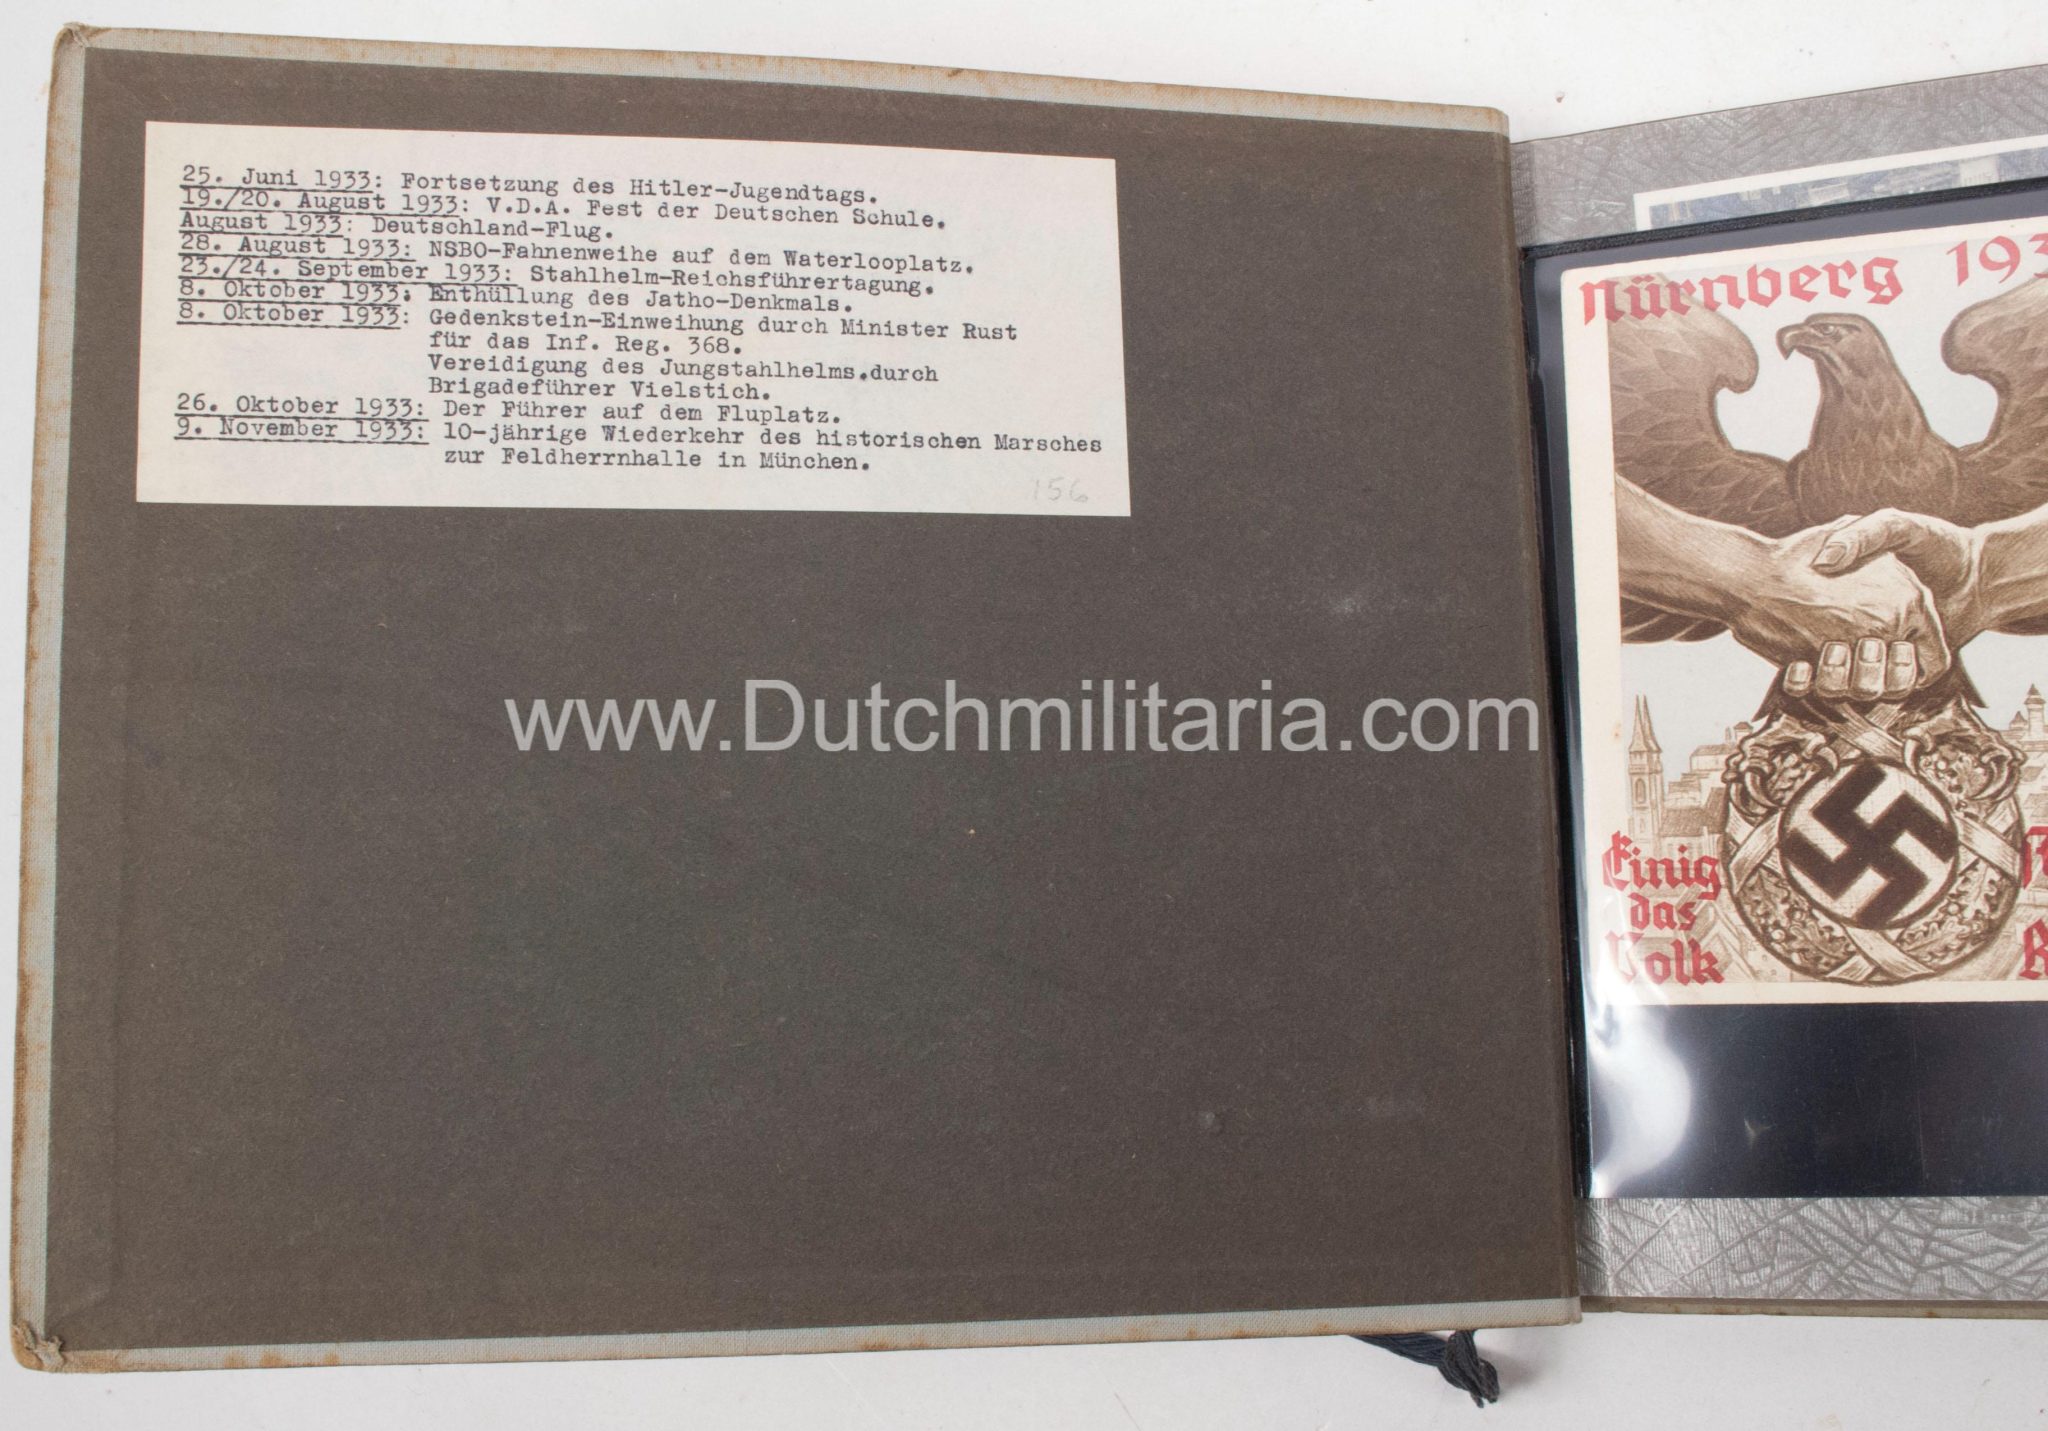 25. Juni 1933: Fortsetzung des Hitler-Jugendtags.
19./20. August 1933: V.D.A. Fest der Deutschen Schule.
August 1933: Deutschland-Flug.
28. August 1933: NSBO-Fahnenweihe auf dem Waterlooplatz.
23./24. September 1933: Stahlhelm-Reichsführertagung.
8. Oktober 1933: Enthüllung des Jatho-Denkmals.
8. Oktober 1933: Gedenkstein-Einweihung durch Minister Rust
für das Inf. Reg. 368.
Vereidigung des Jungstahlhelms.durch
Brigadeführer Vielstich.
26. Oktober 1933: Der Führer auf dem Fluplatz.
9. November 1933: 10-jährige Wiederkehr des historischen Marsches
zur Feldherrnhalle in München.
156
www.Dutchmilitaria.com
Nürnberg 193
Einig
das
Volk